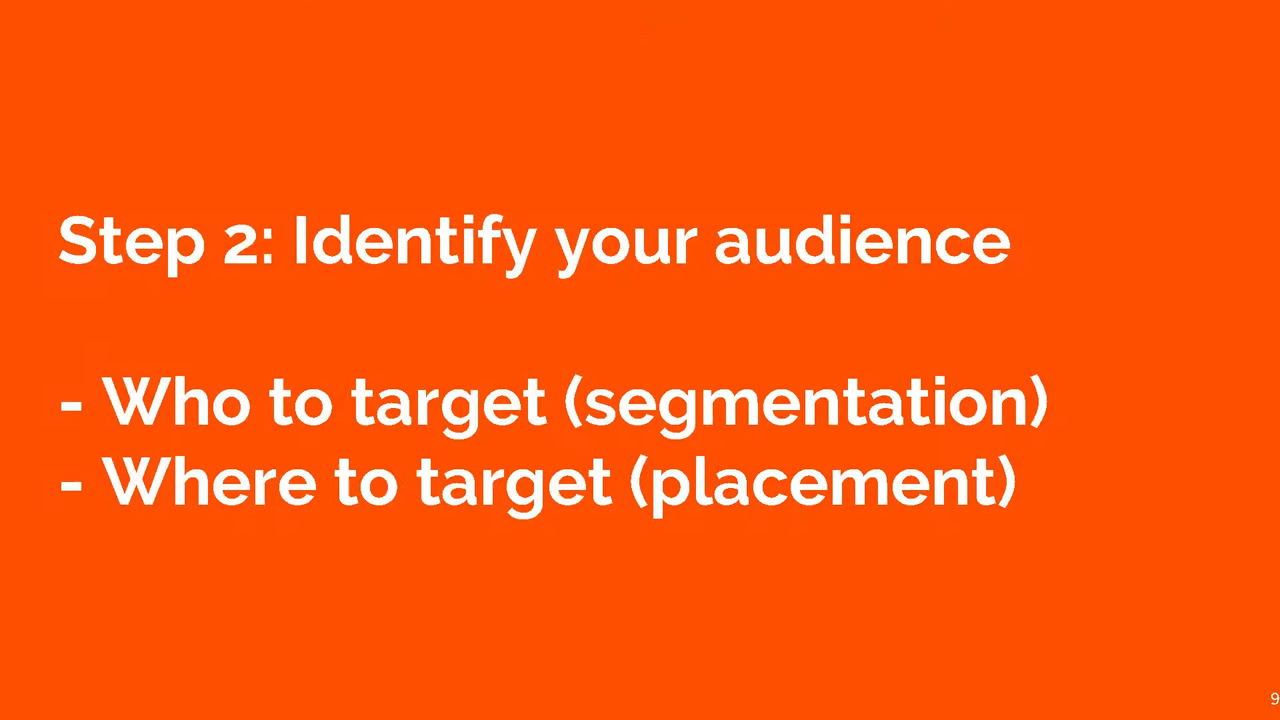 Step 2: Identify your audience
- Who to target (segmentation)
- Where to target (placement)
9